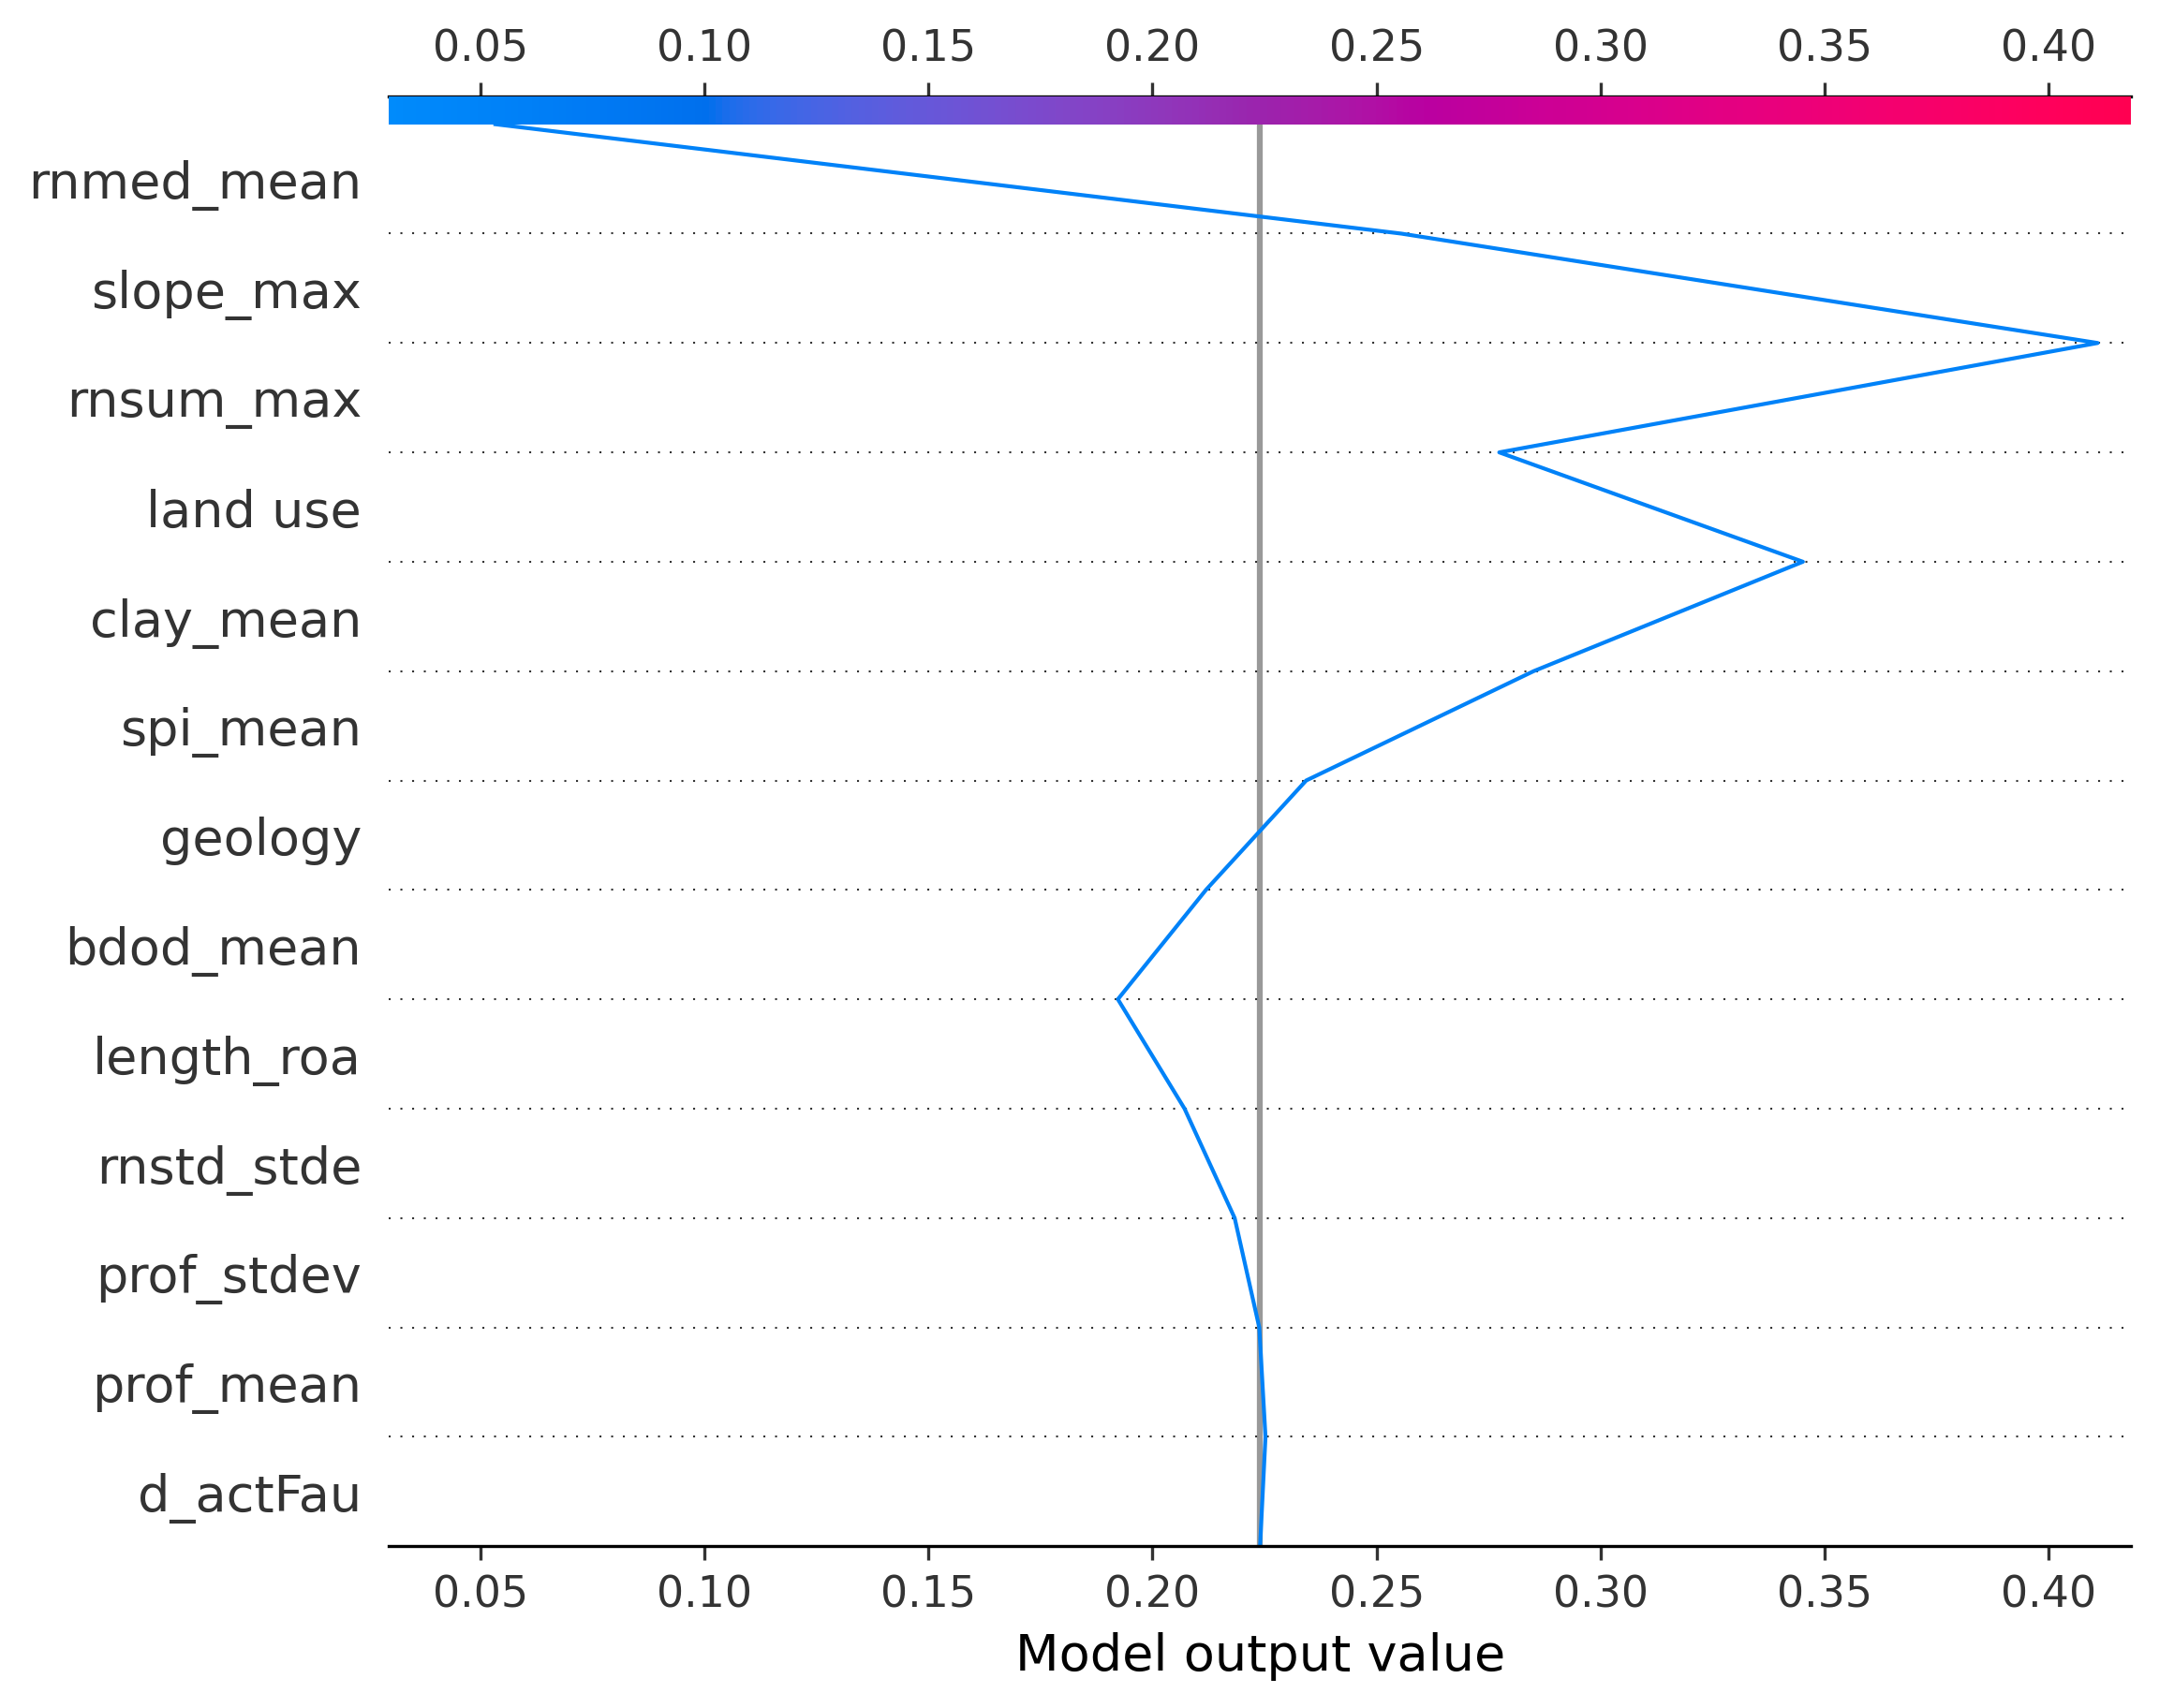 0.05 0.10 0.15 0.20 0.25 0.30 0.35 0.40
rnmed_mean
slope_max
rnsum_max
land use
clay_mean
spi_mean
geology
bdod_mean
length_roa
rnstd_stde
prof_stdev
prof_mean
d_actFau
0.05 0.10 0.15 0.20 0.25 0.30 0.35 0.40
Model output value